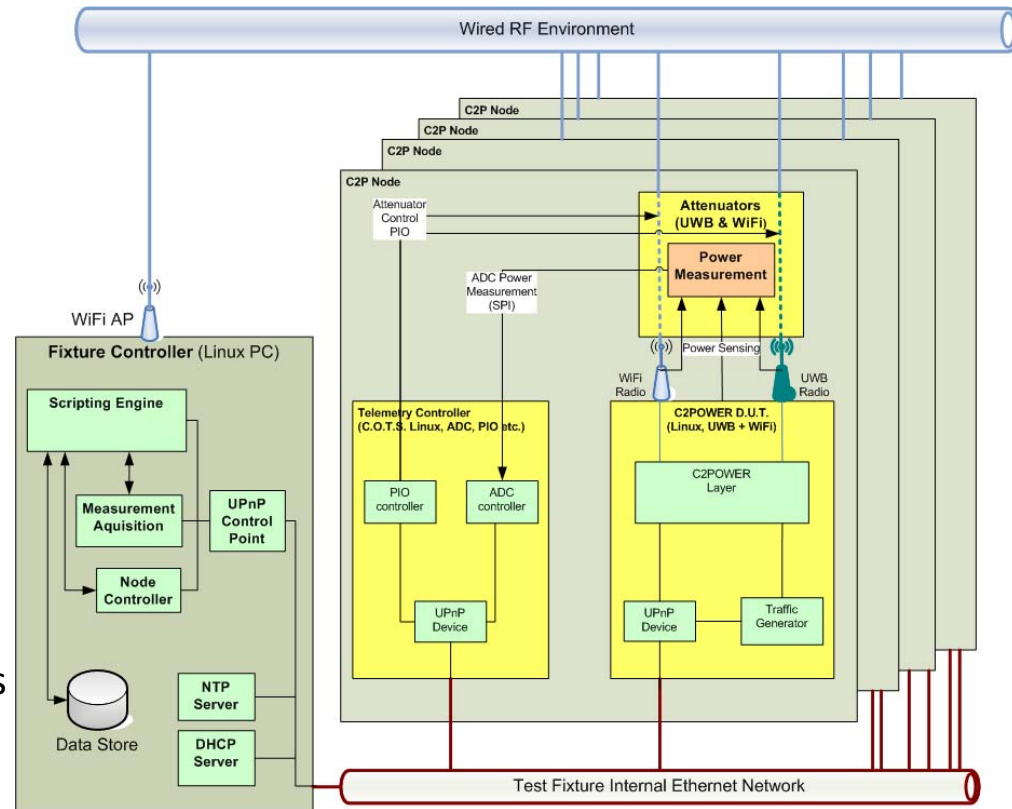 Wired RF Environment
C2P Node
C2P Node
C2P Node
C2P Node
Attenuator
Control
PIO
Attenuators
(UWB & WiFi)
Power
Measurement
ADC Power
Measurement
(SPI)
WiFi AP
Power Sensing
WiFi
Radio
UWB
Radio
Fixture Controller (Linux PC)
Scripting Engine
Measurement
Aquisition
UPnP
Control
Point
Node
Controller
Data Store
NTP
Server
DHCP
Server
Telemetry Controller
(C.O.T.S. Linux, ADC, PIO etc.)
PIO
controller
ADC
controller
UPnP
Device
C2POWER D.U.T.
(Linux, UWB + WiFi)
C2POWER
Layer
UPnP
Device
Traffic
Generator
s
Test Fixture Internal Ethernet Network